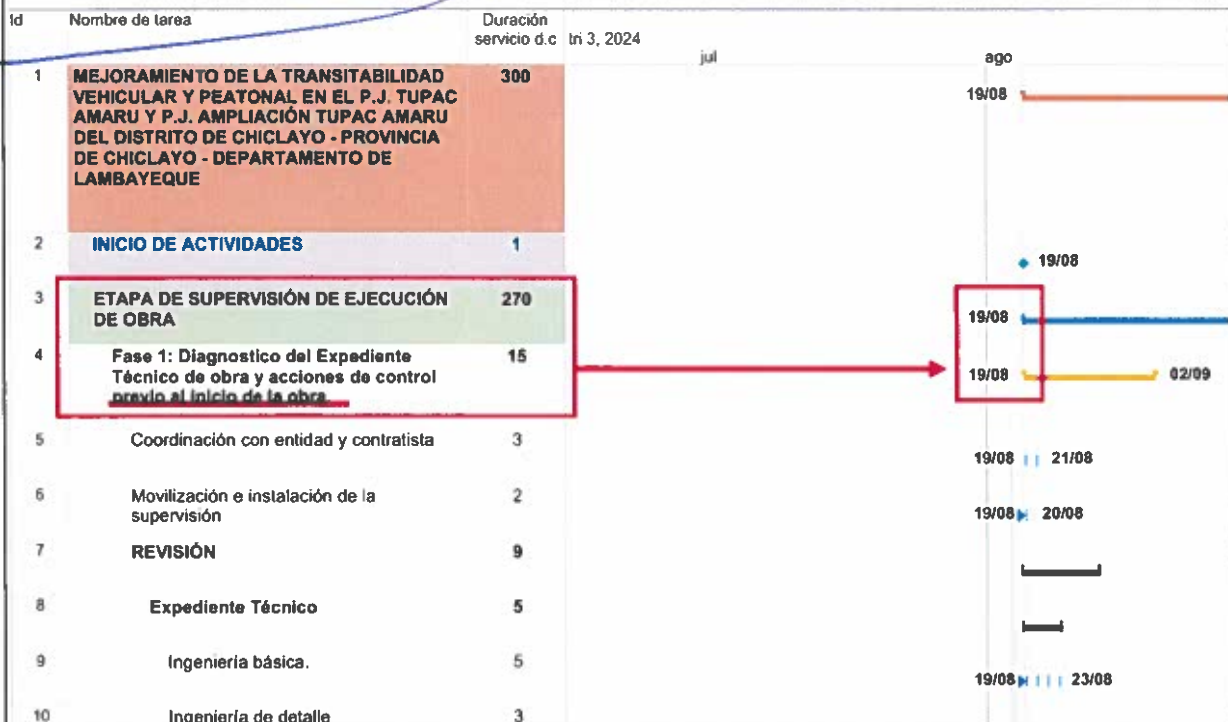 Id Nombre de tarea Duración
servicio d.c tri 3, 2024
jul ago
1 MEJORAMIENTO DE LA TRANSITABILIDAD 300 19/08
VEHICULAR Y PEATONAL EN EL P.J. TUPAC
AMARU Y P.J. AMPLIACIÓN TUPAC AMARU
DEL DISTRITO DE CHICLAYO - PROVINCIA
DE CHICLAYO - DEPARTAMENTO DE
LAMBAYEQUE
2 INICIO DE ACTIVIDADES 1 19/08
3 ETAPA DE SUPERVISIÓN DE EJECUCIÓN 270 19/08
DE OBRA
4 Fase 1: Diagnostico del Expediente 15 19/08 02/09
Técnico de obra y acciones de control
previo al inicio de la obra.
5 Coordinación con entidad y contratista 3 19/08 21/08
6 Movilización e instalación de la 2 19/08 20/08
supervisión
7 REVISIÓN 9
8 Expediente Técnico 5
9 Ingeniería básica. 5 19/08 23/08
10 Ingeniería de detalle 3